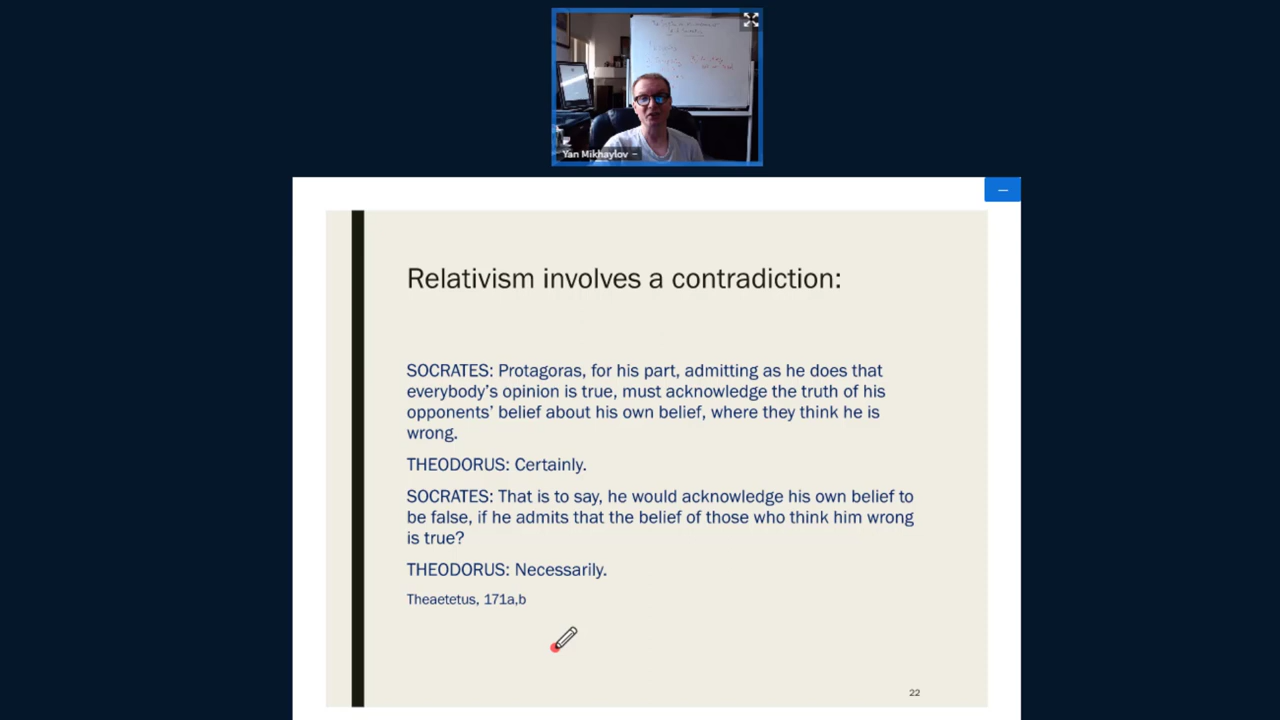 Yan Mikhaylov
Relativism involves a contradiction:
SOCRATES: Protagoras, for his part, admitting as he does that
everybody's opinion is true, must acknowledge the truth of his
opponents' belief about his own belief, where they think he is
wrong.
THEODORUS: Certainly.
SOCRATES: That is to say, he would acknowledge his own belief to
be false, if he admits that the belief of those who think him wrong
is true?
THEODORUS: Necessarily.
Theaetetus, 171a,b
22